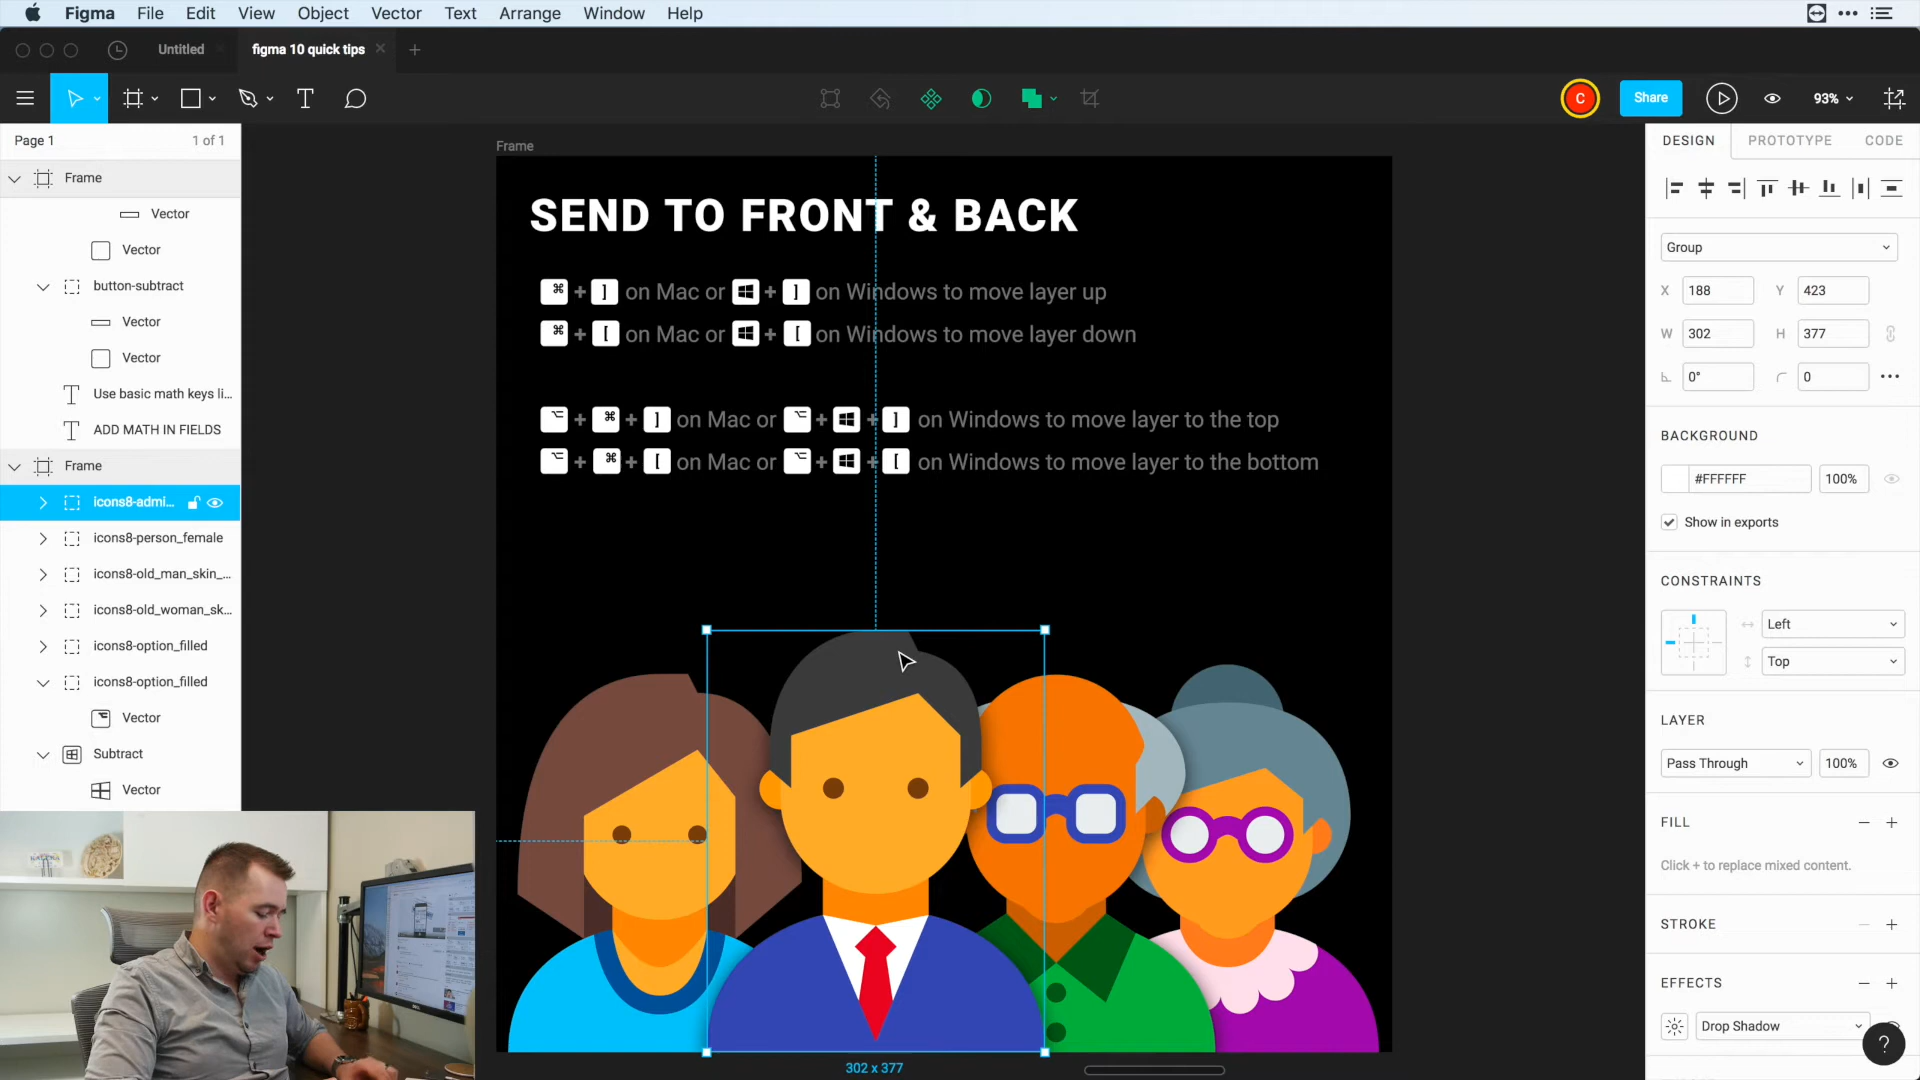 Figma File Edit View Object Vector Text Arrange Window Help
Untitled figma 10 quick tips
C Share 93%
Page 1 1 of 1
Frame
Vector
Vector
button-subtract
Vector
Vector
Use basic math keys li...
ADD MATH IN FIELDS
Frame
icons8-admi...
icons8-person_female
icons8-old_man_skin_...
icons8-old_woman_sk...
icons8-option_filled
icons8-option_filled
Vector
Subtract
Vector
Frame
SEND TO FRONT & BACK
⌘ + ] on Mac or + ] on Windows to move layer up
⌘ + [ on Mac or + [ on Windows to move layer down
⌥ + ⌘ + ] on Mac or ⌥ + + ] on Windows to move layer to the top
⌥ + ⌘ + [ on Mac or ⌥ + + [ on Windows to move layer to the bottom
302 x 377
DESIGN PROTOTYPE CODE
Group
X 188 Y 423
W 302 H 377
0° 0
BACKGROUND
#FFFFFF 100%
Show in exports
CONSTRAINTS
Left
Top
LAYER
Pass Through 100%
FILL
Click + to replace mixed content.
STROKE
EFFECTS
Drop Shadow
?